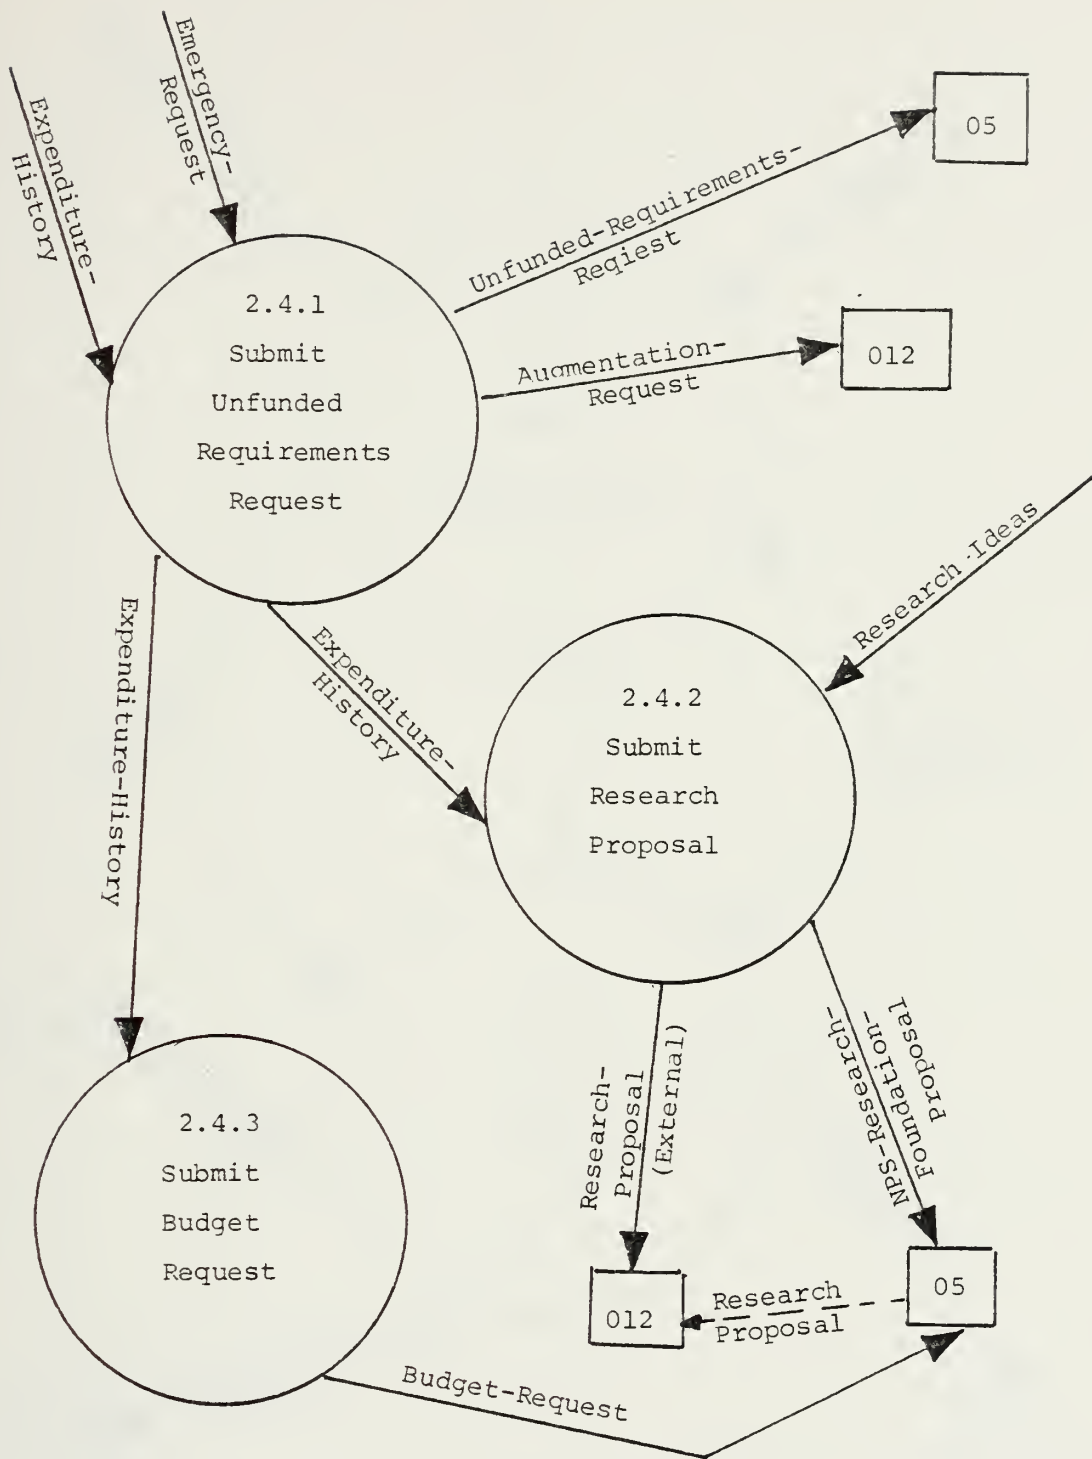 Emergency-
Request
Expenditure-
History
05
Unfunded-Requirements-
Reqiest
2.4.1
Submit
Unfunded
Requirements
Request
Augmentation-
Request
012
Research-Ideas
Expenditure-History
Expenditure-
History
2.4.2
Submit
Research
Proposal
Research-
Proposal
(External)
NPS-Research-
Foundation-
Proposal
2.4.3
Submit
Budget
Request
012
Research
Proposal
05
Budget-Request